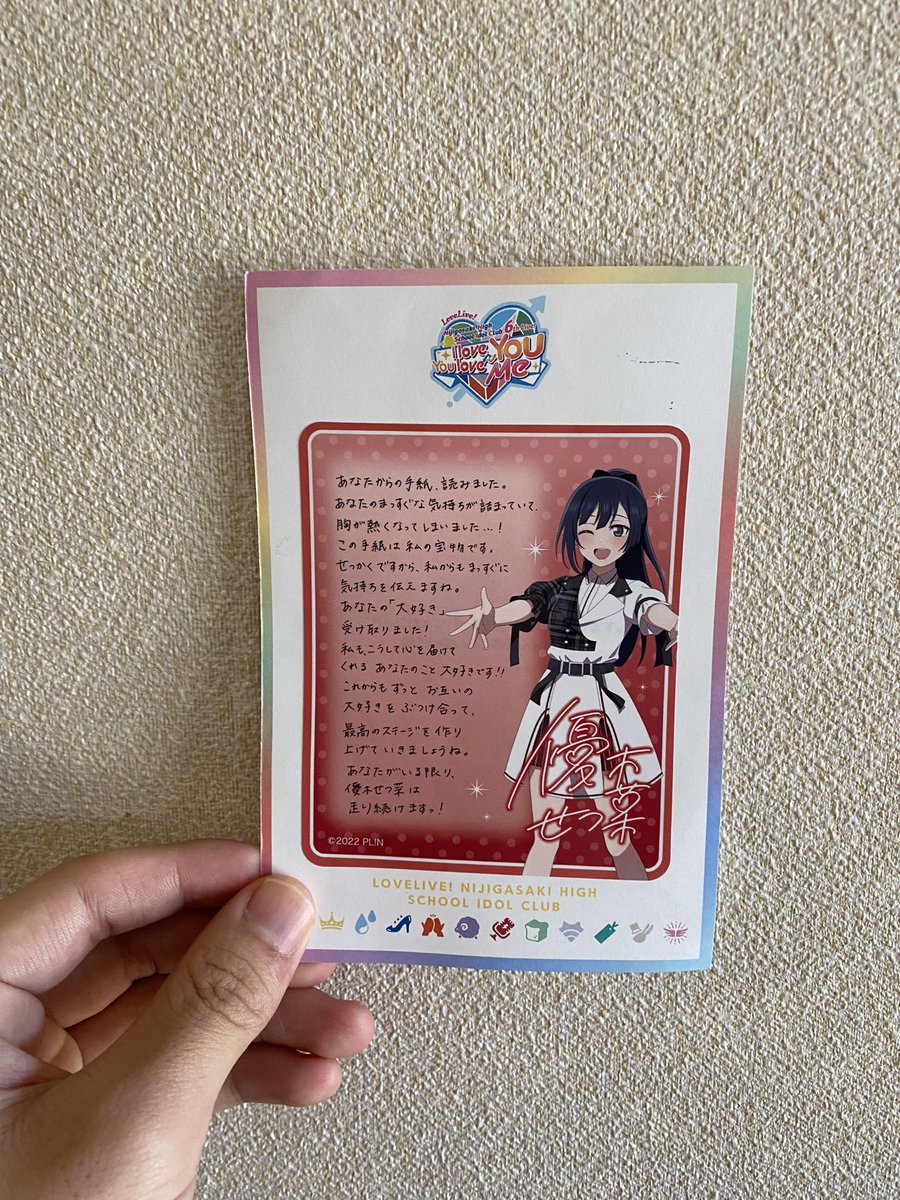 LoveLive!
Nijigasaki High
School Idol Club 6th Live!
I love You
You love Me
あなたからの手紙、読みました。
あなたのまっすぐな気持ちが詰まっていて、
胸が熱くなってしまいました…!
この手紙は私の宝物です。
せっかくですから、私からもまっすぐに
気持ちを伝えますね。
あなたの「大好き」
受け取りました!
私も、こうして心を届けて
くれる あなたのこと 大好きです!!
これからも ずっと お互いの
大好きを ぶつけ合って、
最高のステージを 作り
上げて いきましょうね。
あなたがいる限り、
優木せつ菜は
走り続けますっ!
優木
せつ菜
©2022 PL!N
LOVELIVE! NIJIGASAKI HIGH
SCHOOL IDOL CLUB